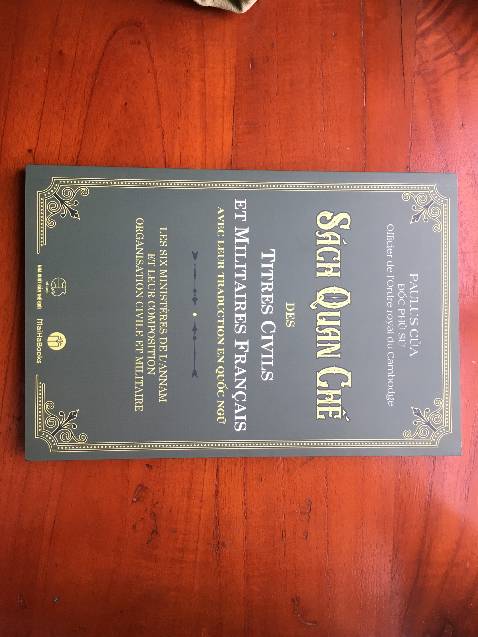 PAULUS CỦA
ĐỐC PHỦ SỨ
Officier de l'Ordre royal du Cambodge
SÁCH QUAN CHẾ
DES
TITRES CIVILS
ET MILITAIRES FRANÇAIS
AVEC LEUR TRADUCTION EN QUỐC NGỮ
LES SIX MINISTÈRES DE L'ANNAM
ET LEUR COMPOSITION
ORGANISATION CIVILE ET MILITAIRE
ThaiHaBooks